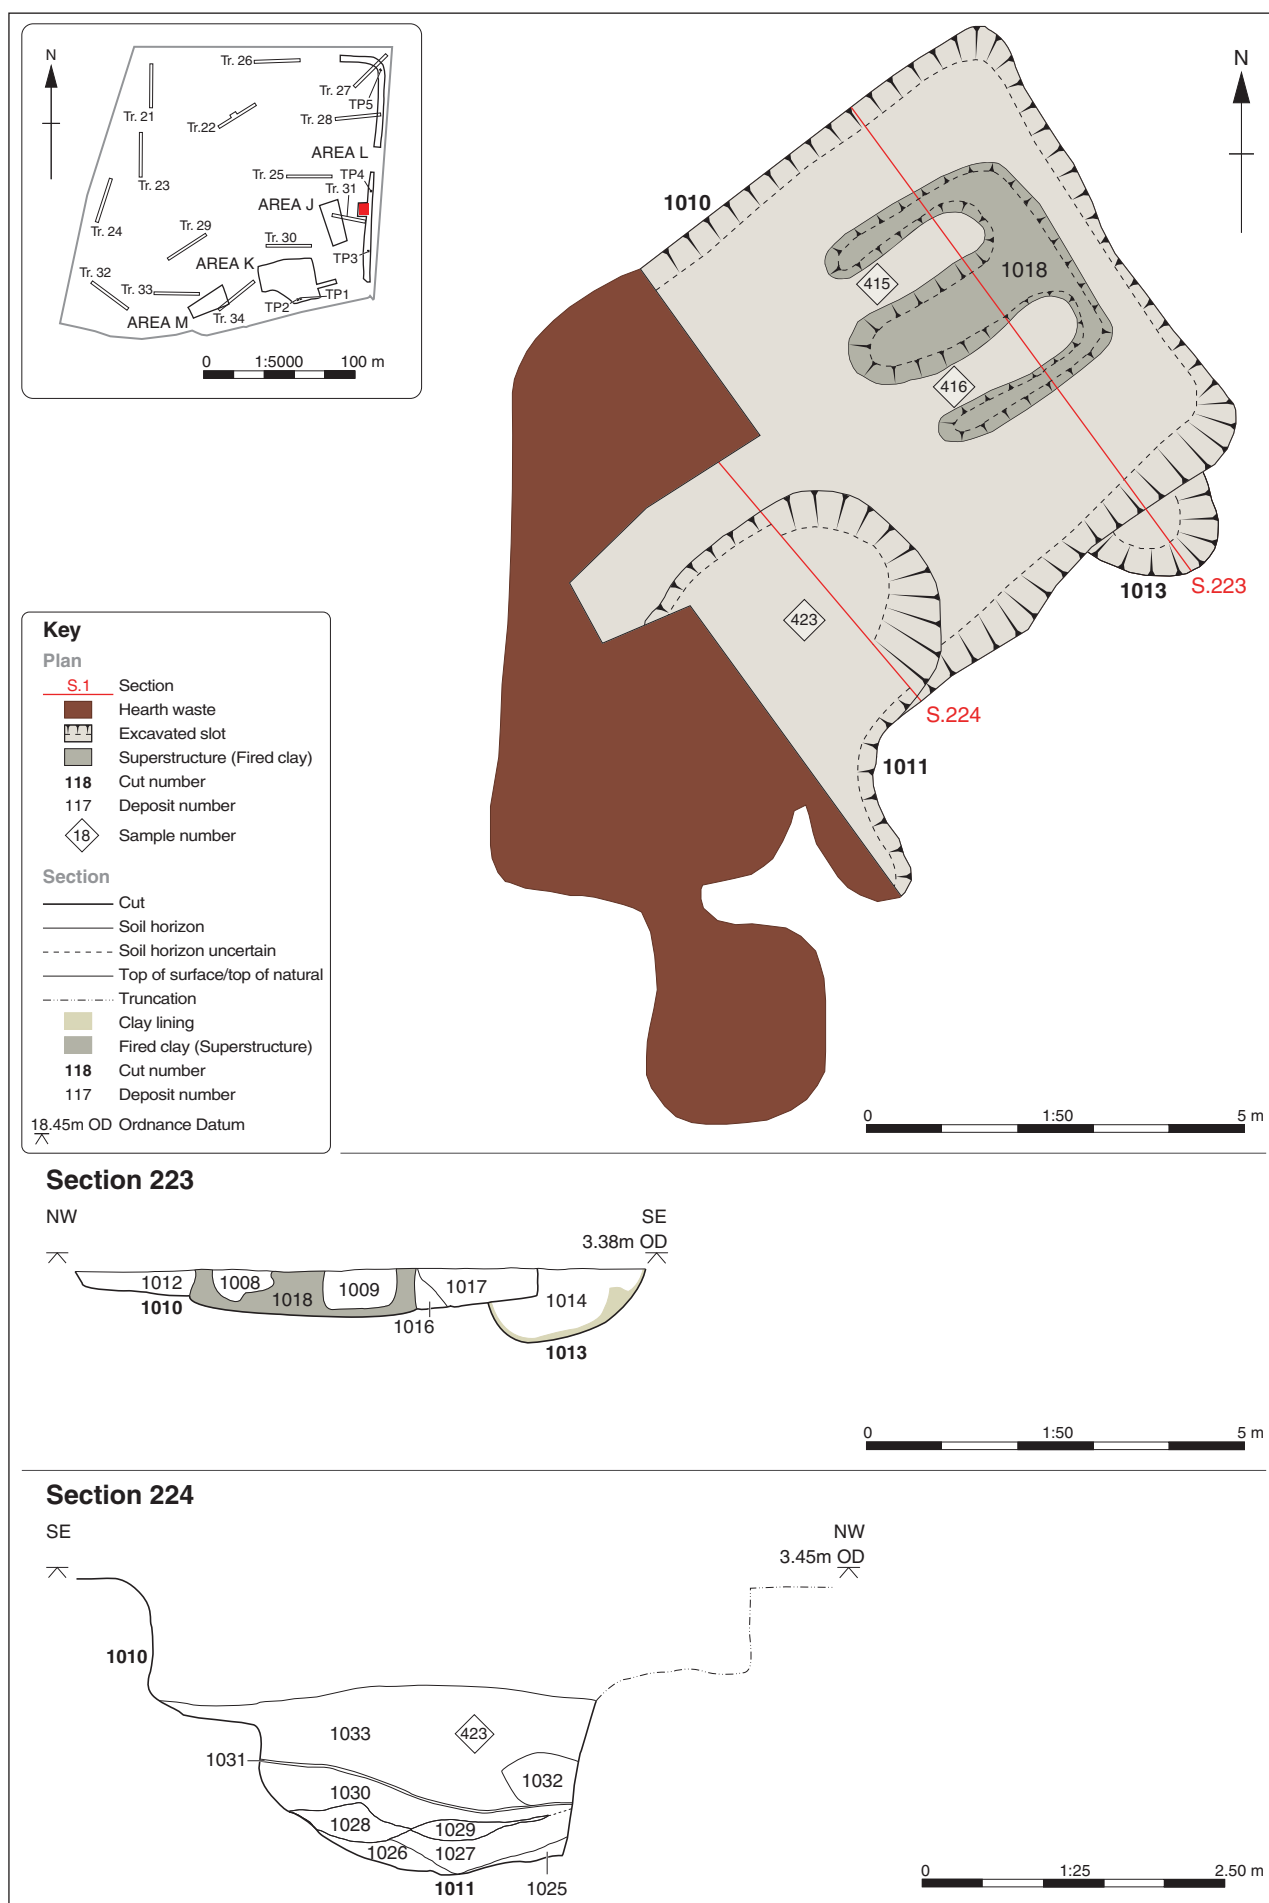 N
Tr. 26
Tr. 27
TP5
Tr. 21
Tr.22
Tr. 28
AREA L
Tr. 23
Tr. 25
TP4
Tr. 31
AREA J
Tr. 24
Tr. 29
Tr. 30
TP3
AREA K
Tr. 32
Tr. 33
TP1
TP2
AREA M
Tr. 34
0 1:5000 100 m
N
1010
415
1018
416
1013
S.223
423
S.224
1011
0 1:50 5 m
Key
Plan
S.1 Section
Hearth waste
Excavated slot
Superstructure (Fired clay)
118 Cut number
117 Deposit number
18 Sample number
Section
Cut
Soil horizon
Soil horizon uncertain
Top of surface/top of natural
Truncation
Clay lining
Fired clay (Superstructure)
118 Cut number
117 Deposit number
18.45m OD Ordnance Datum
Section 223
NW SE
3.38m OD
1012 1008 1018 1009 1017 1014
1010
1016
1013
0 1:50 5 m
Section 224
SE NW
3.45m OD
1010
1033 423
1031
1032
1030
1028 1029
1026 1027
1011 1025
0 1:25 2.50 m